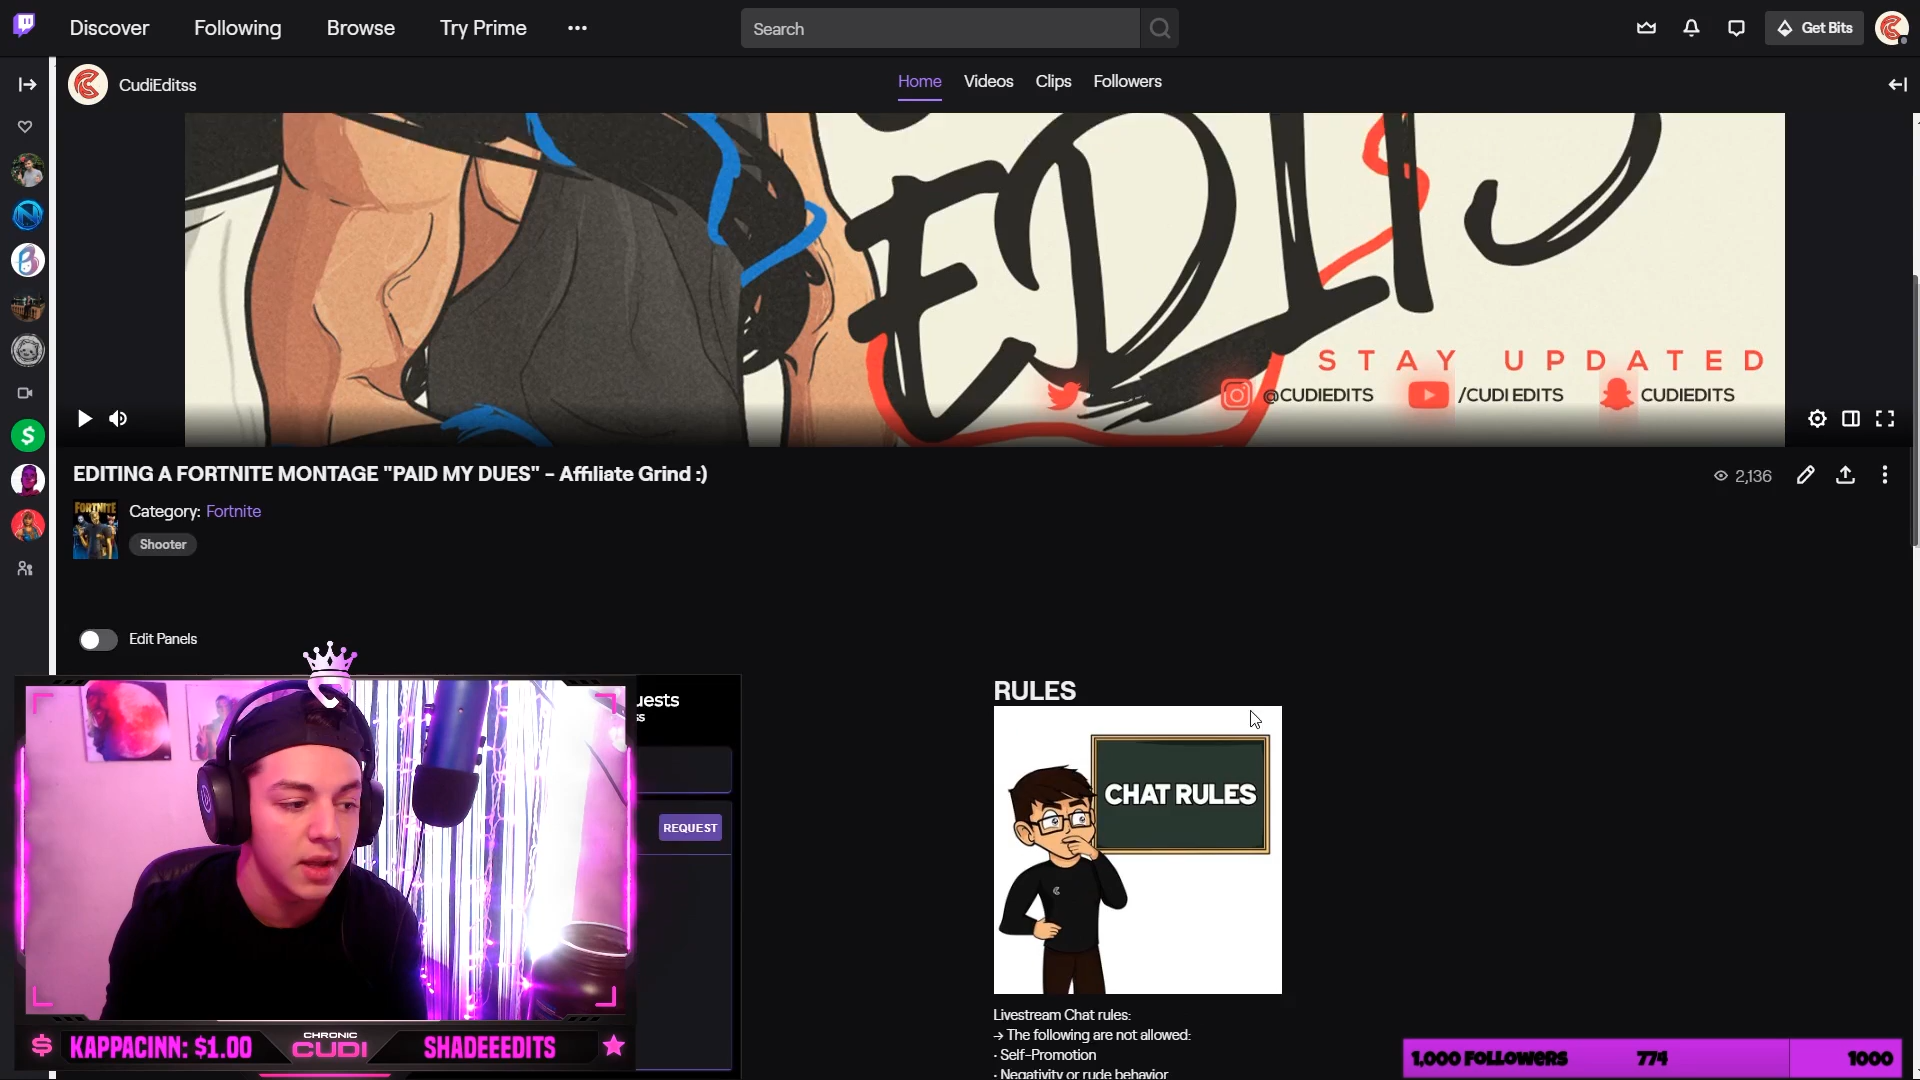 Discover Following Browse Try Prime
Search
Get Bits
CudiEditss
Home Videos Clips Followers
EDITS
STAY UPDATED
@CUDIEDITS /CUDI EDITS CUDIEDITS
EDITING A FORTNITE MONTAGE "PAID MY DUES" - Affiliate Grind :)
2,136
FORTNITE
Category: Fortnite
Shooter
Edit Panels
uests
ss
REQUEST
RULES
CHAT RULES
Livestream Chat rules:
→ The following are not allowed:
· Self-Promotion
· Negativity or rude behavior
KAPPACINN: $1.00
CHRONIC
CUDI
SHADEEEDITS
1,000 FOLLOWERS 774 1000